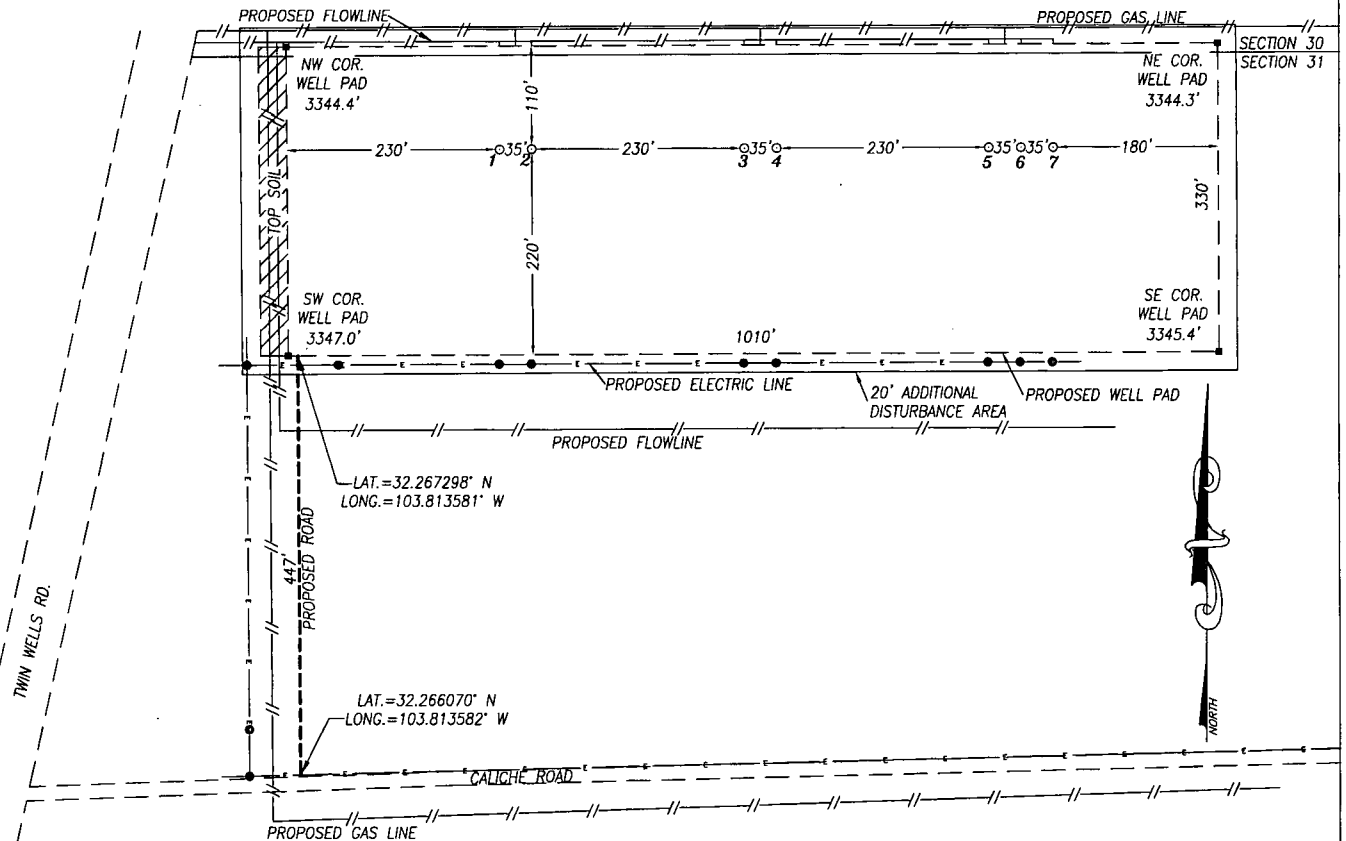 PROPOSED FLOWLINE
PROPOSED GAS LINE
SECTION 30
SECTION 31
NW COR.
WELL PAD
3344.4'
NE COR.
WELL PAD
3344.3'
110'
230'
35'
230'
35'
230'
35'
35'
180'
1
2
3
4
5
6
7
TOP SOIL
330'
220'
SW COR.
WELL PAD
3347.0'
SE COR.
WELL PAD
3345.4'
1010'
E E E E E E E E
PROPOSED ELECTRIC LINE
20' ADDITIONAL
DISTURBANCE AREA
PROPOSED WELL PAD
PROPOSED FLOWLINE
LAT.=32.267298° N
LONG.=103.813581° W
447'
PROPOSED ROAD
TWIN WELLS RD.
LAT.=32.266070° N
LONG.=103.813582° W
NORTH
CALICHE ROAD
PROPOSED GAS LINE